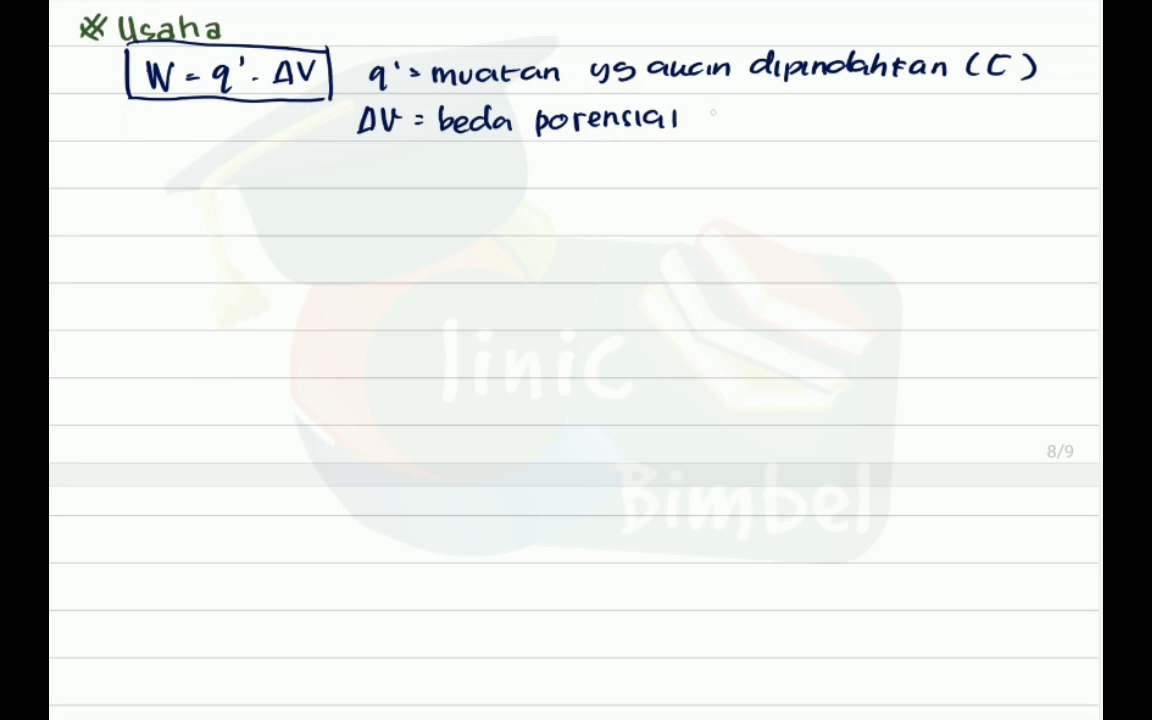 ※ Usaha
W = q'. ΔV q' = muatan yg akan dipindahkan (C)
ΔV = beda potensial
8/9
linic
Bimbel